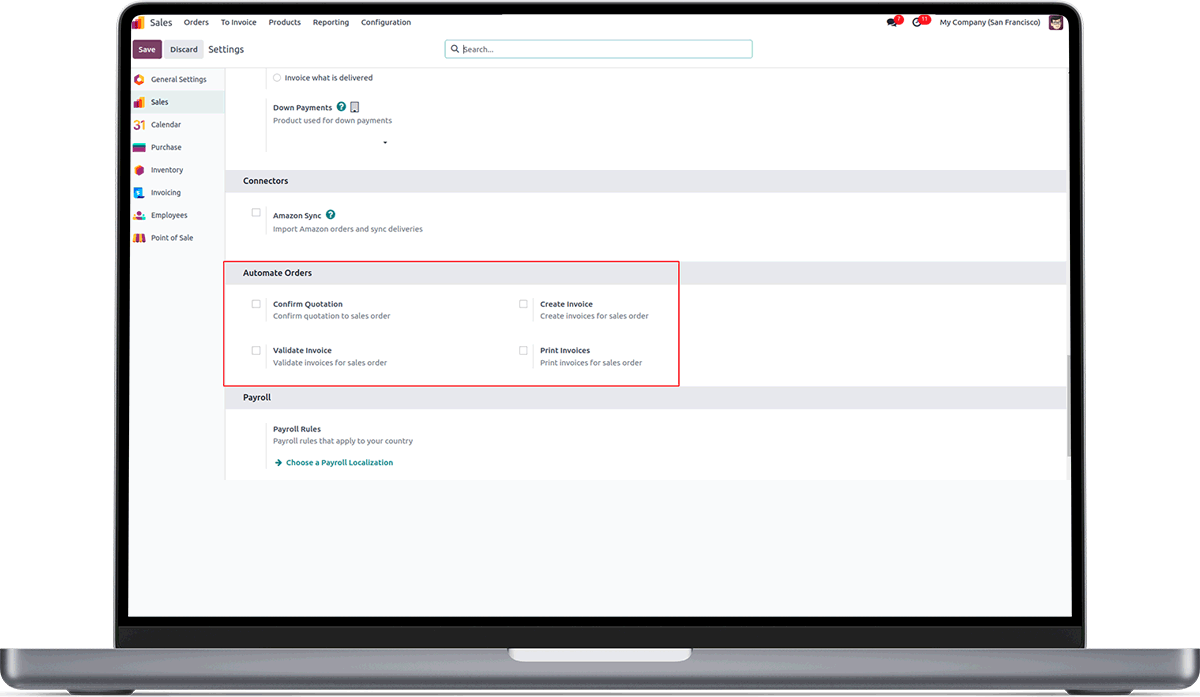 Sales Orders To Invoice Products Reporting Configuration 7 11 My Company (San Francisco)
Save Discard Settings Search...
General Settings
Sales
31 Calendar
Purchase
Inventory
Invoicing
Employees
Point of Sale
Invoice what is delivered
Down Payments ?
Product used for down payments
Connectors
Amazon Sync ?
Import Amazon orders and sync deliveries
Automate Orders
Confirm Quotation
Confirm quotation to sales order
Create Invoice
Create invoices for sales order
Validate Invoice
Validate invoices for sales order
Print Invoices
Print invoices for sales order
Payroll
Payroll Rules
Payroll rules that apply to your country
Choose a Payroll Localization